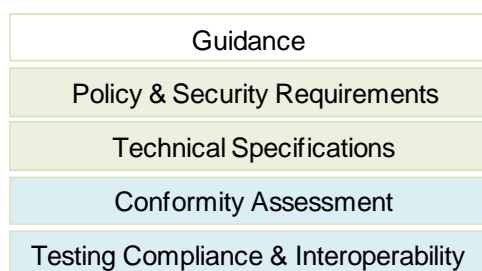 Guidance
Policy & Security Requirements
Technical Specifications
Conformity Assessment
Testing Compliance & Interoperability